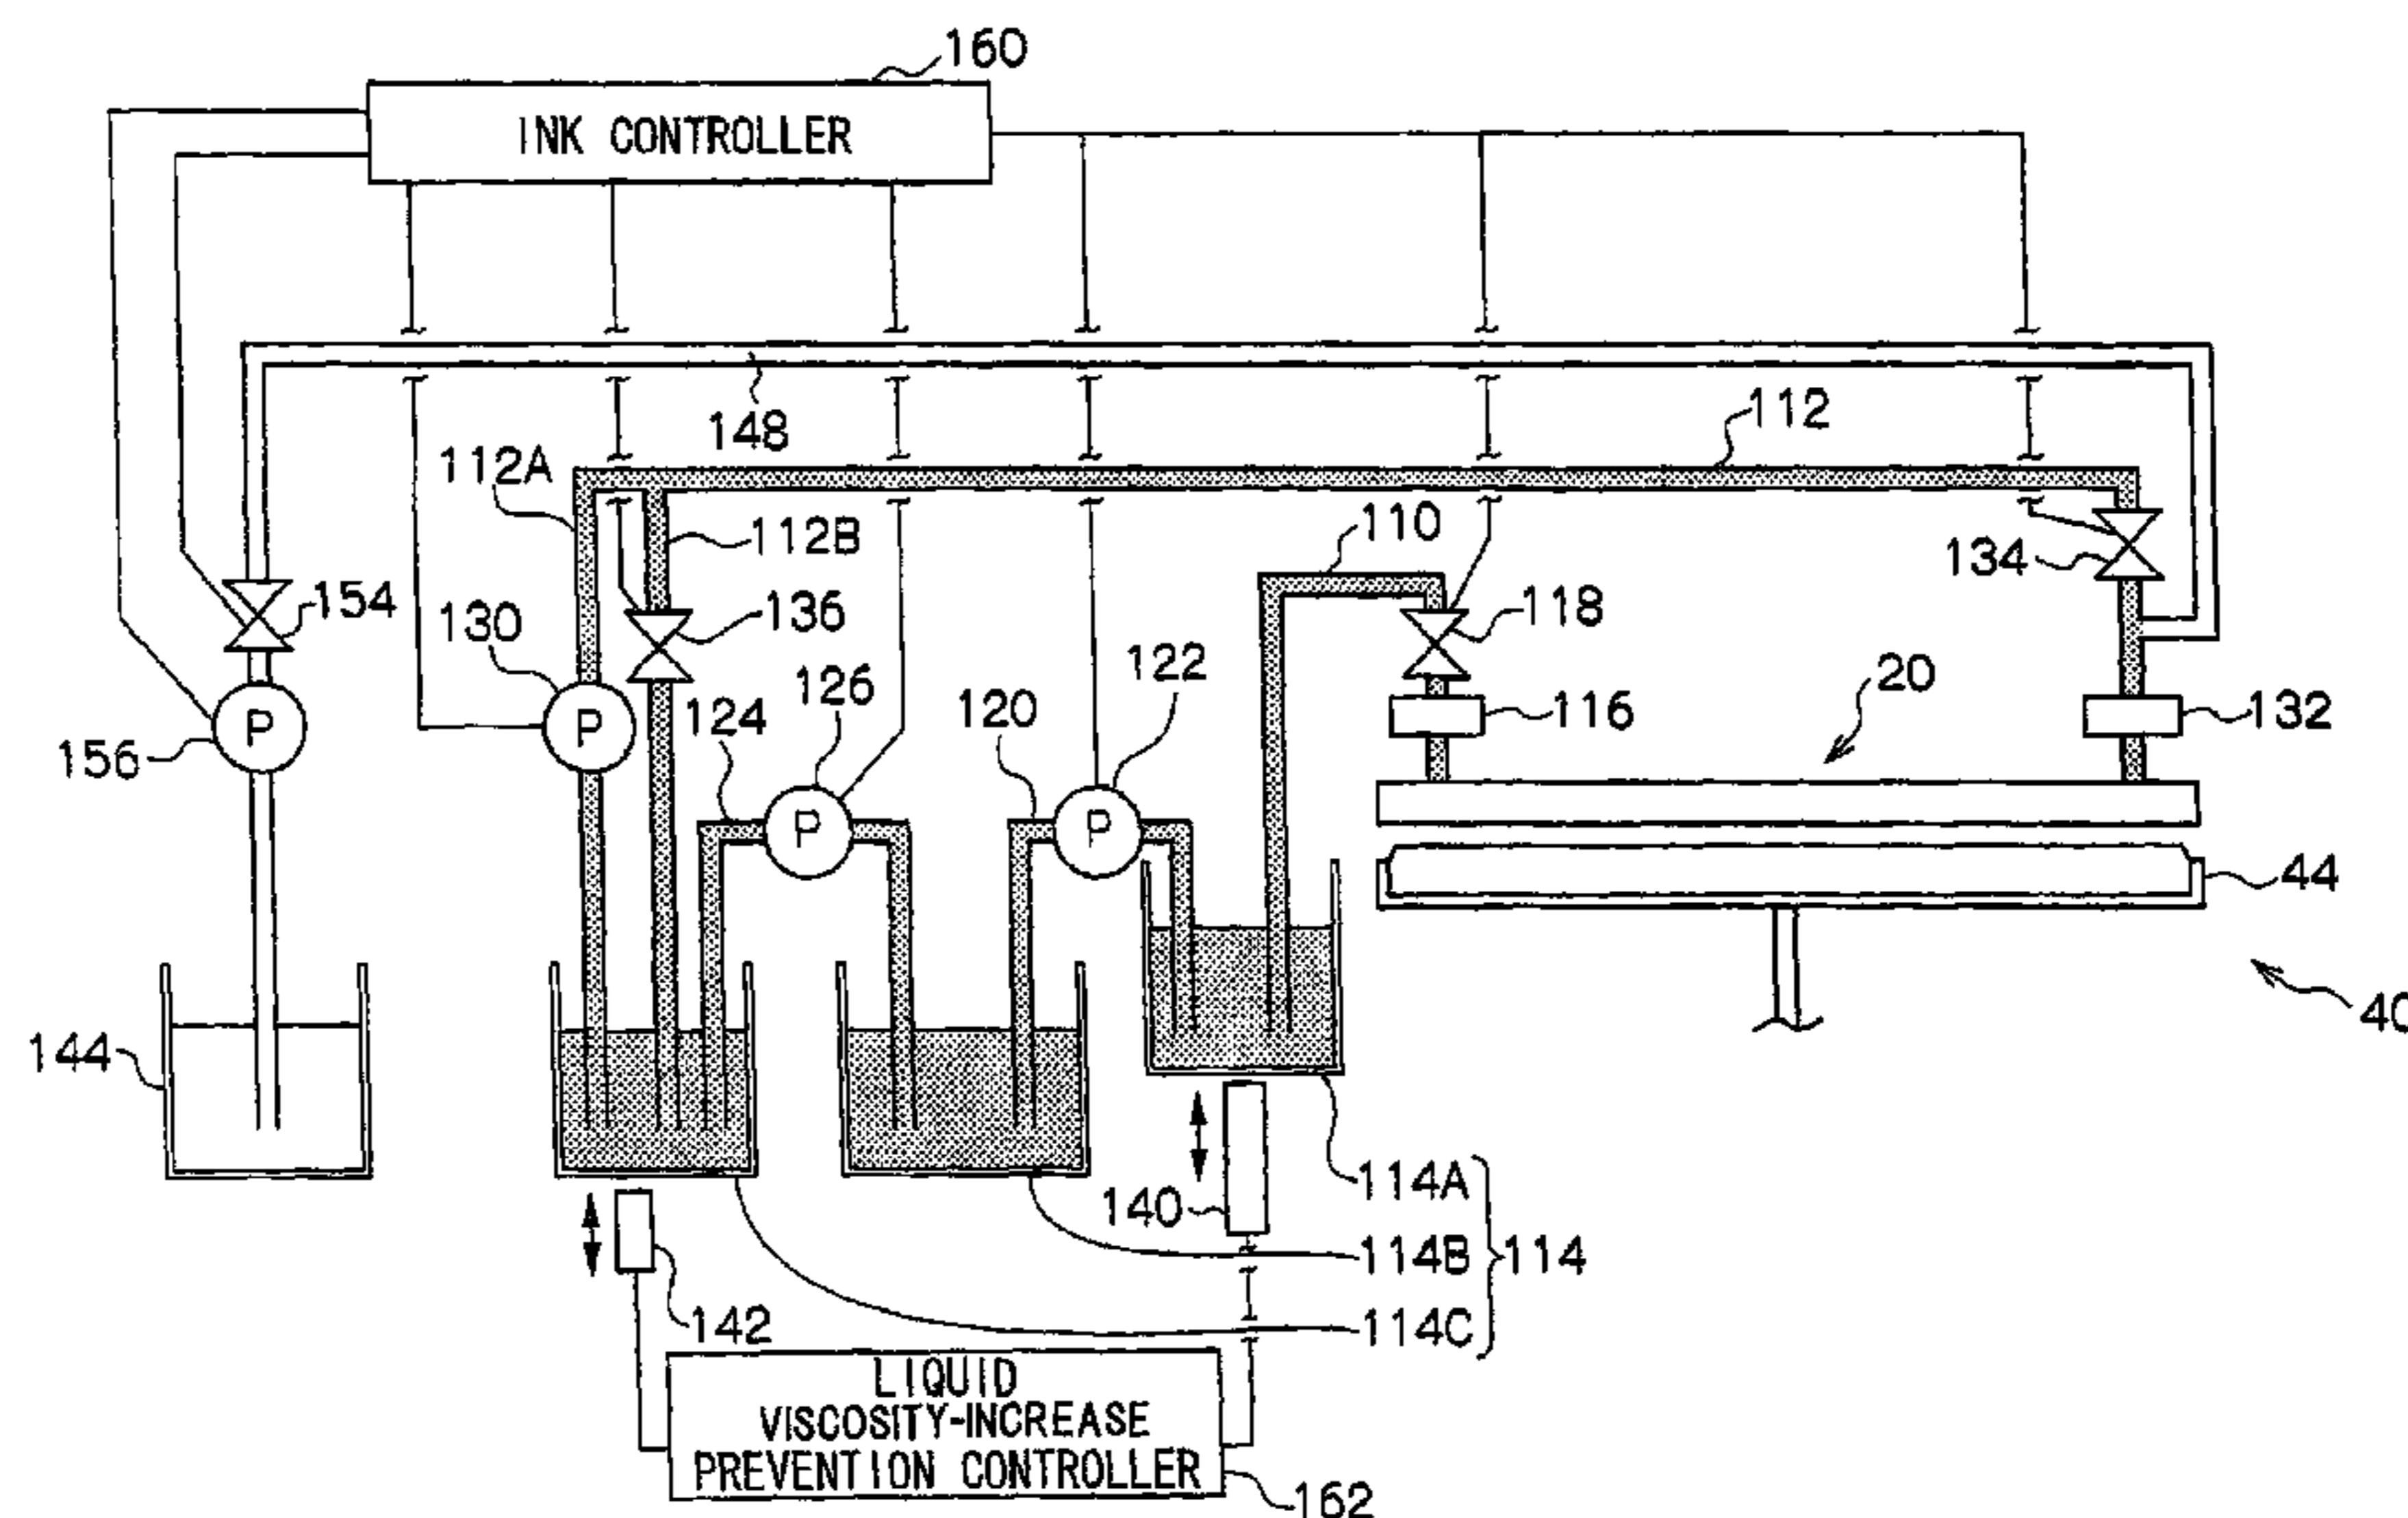 160
INK CONTROLLER
148
112
112A
112B
110
134
154
130
136
118
126
122
20
124
120
116
132
156
P
P
P
P
44
40
144
114A
140
114B
114
142
114C
LIQUID
VISCOSITY-INCREASE
PREVENTION CONTROLLER
162